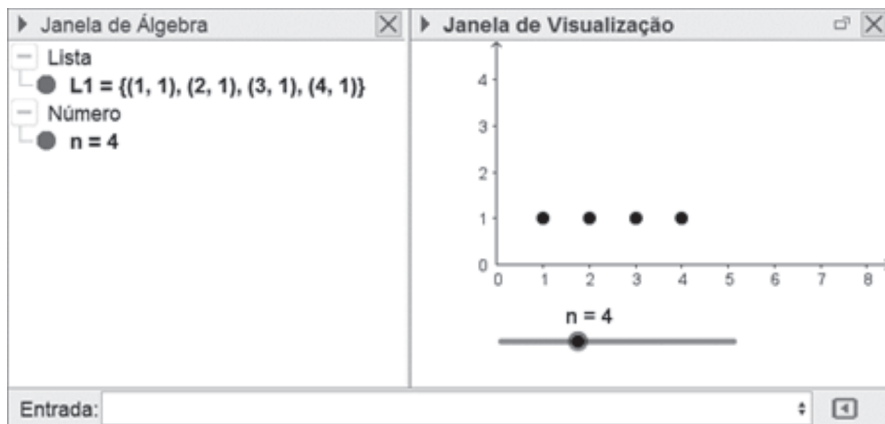 Janela de Álgebra
Lista
L1 = {(1, 1), (2, 1), (3, 1), (4, 1)}
Número
n = 4
Janela de Visualização
4
3
2
1
0
0 1 2 3 4 5 6 7 8
n = 4
Entrada: